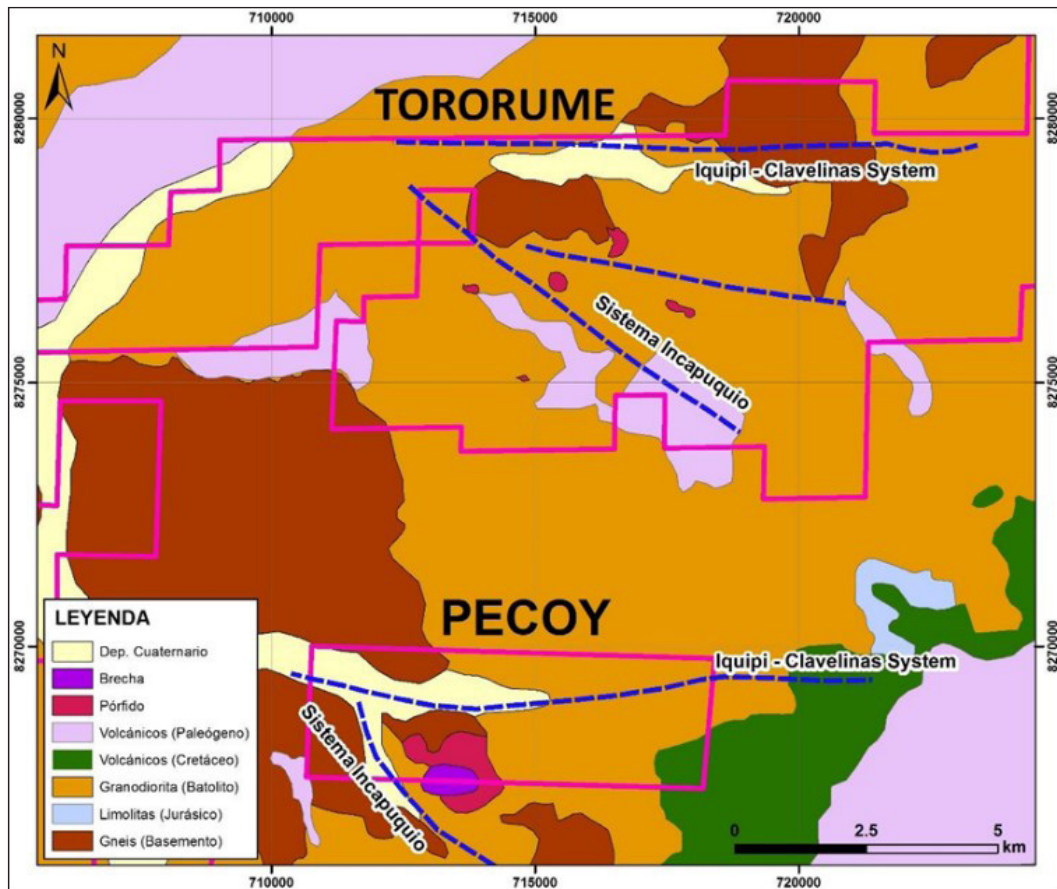 710000 715000 720000
N
TORORUME
8280000 8280000
Iquipi - Clavelinas System
Sistema Incapuquio
8275000 8275000
PECOY
8270000 8270000
Iquipi - Clavelinas System
Sistema Incapuquio
LEYENDA
Dep. Cuaternario
Brecha
Pórfido
Volcánicos (Paleógeno)
Volcánicos (Cretáceo)
Granodiorita (Batolito)
Limolitas (Jurásico)
Gneis (Basemento)
0 2.5 5
km
710000 715000 720000